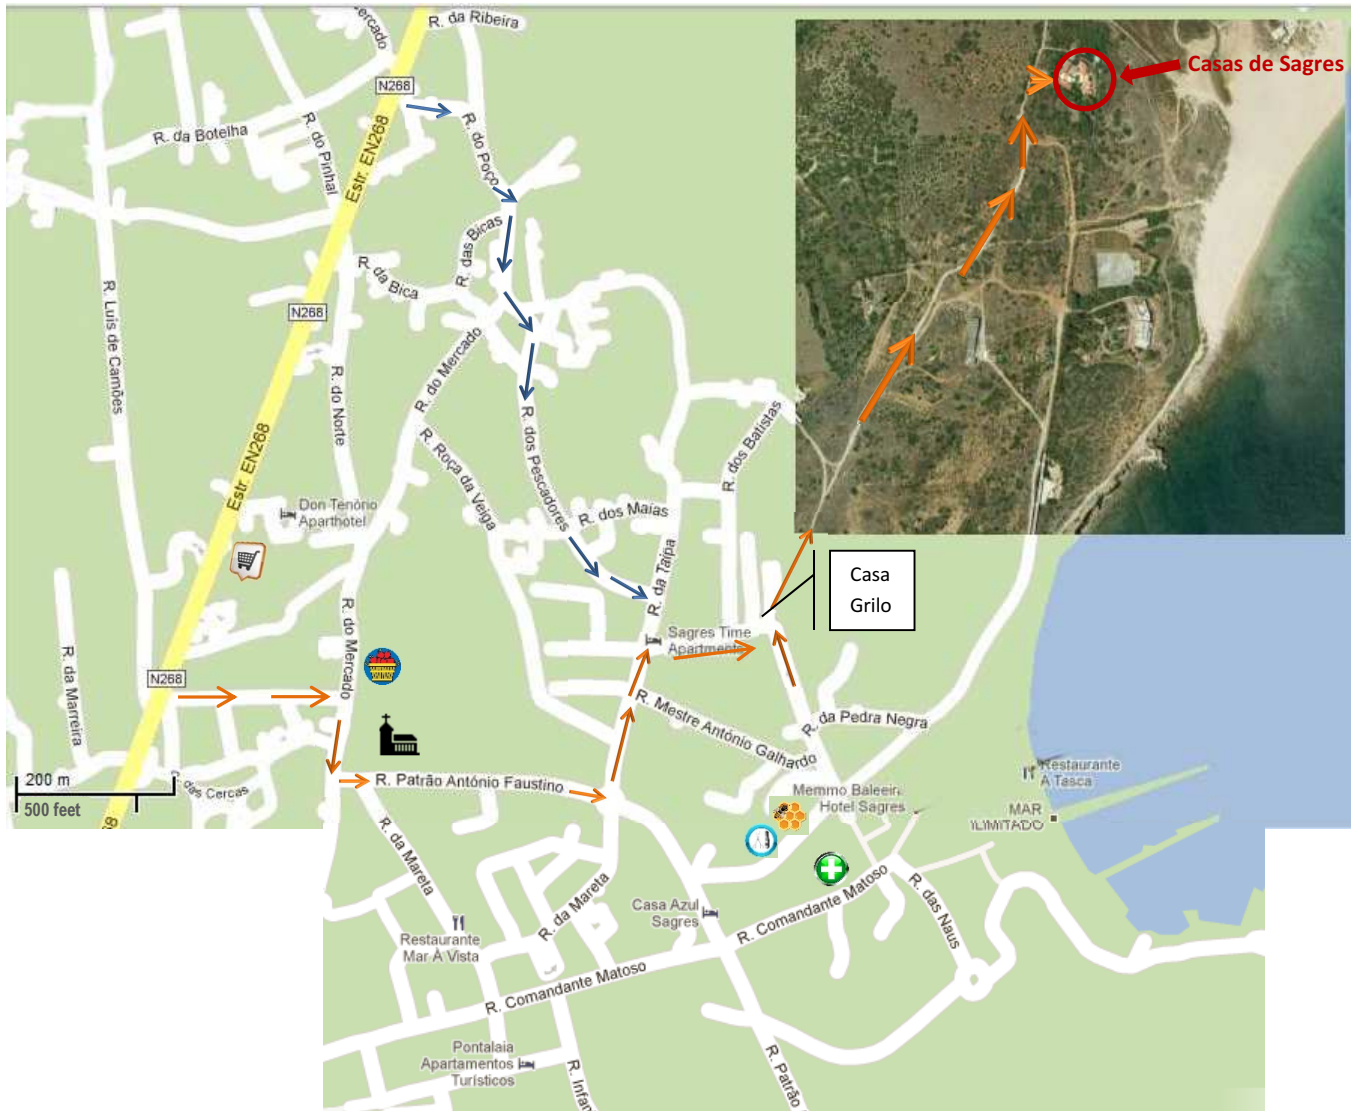 R. da Ribeira
Mercado
Casas de Sagres
N268
R. da Botelha
R. do Pinhal
R. do Poço
Estr. EN268
R. das Bicas
R. da Bica
R. Luís de Camões
N268
R. do Mercado
R. do Norte
R. dos Batistas
R. Roça da Veiga
R. dos Pescadores
Estr. EN268
Don Tenório
Aparthotel
R. dos Maias
R. da Taipa
Casa
Grilo
R. do Mercado
Sagres Time
Apartments
R. da Marreira
N268
R. Mestre António Galhardo
R. da Pedra Negra
200 m
500 feet
R. das Cercas
R. Patrão António Faustino
Restaurante
A Tasca
Memmo Baleeira
Hotel Sagres
MAR
ILIMITADO
68
R. da Mareta
R. da Mareta
Casa Azul
Sagres
R. Comandante Matoso
R. das Naus
Restaurante
Mar À Vista
R. Comandante Matoso
Pontalaia
Apartamentos
Turísticos
R. Infan
R. Patrão